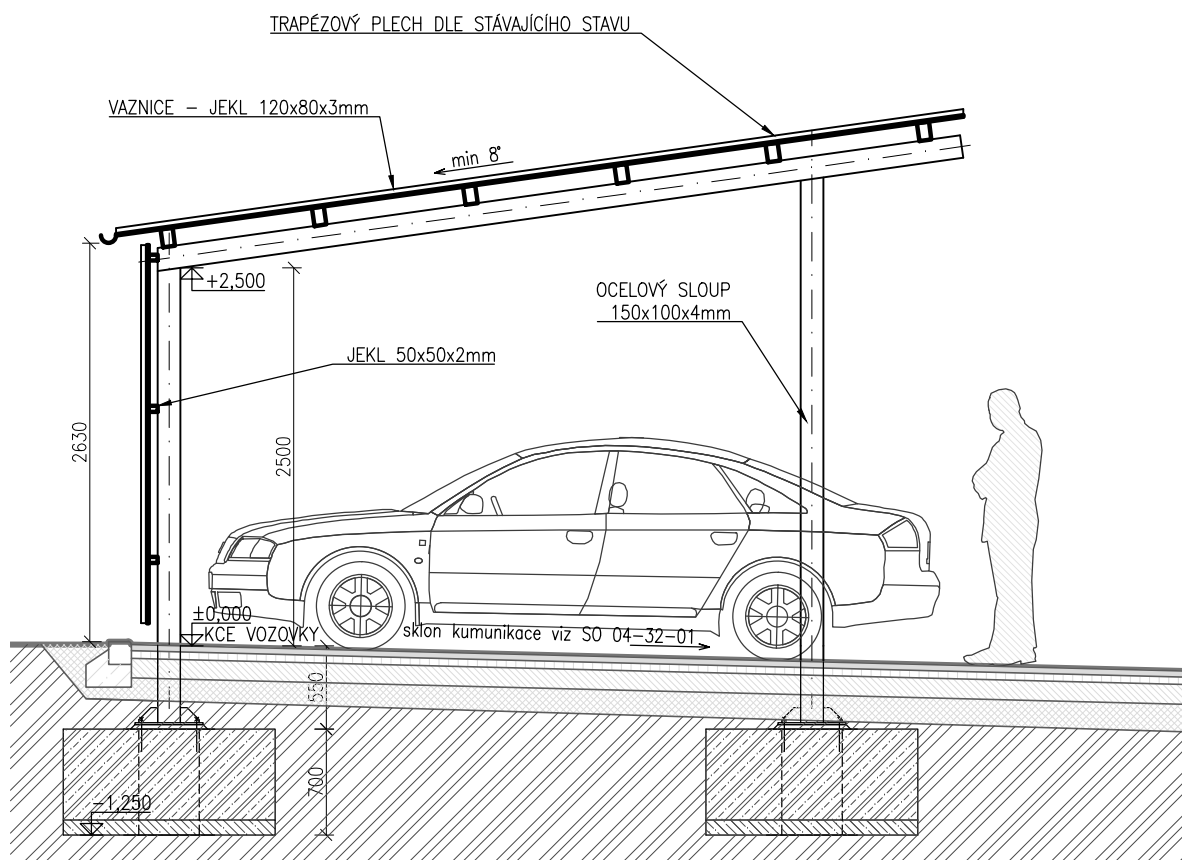 TRAPÉZOVÝ PLECH DLE STÁVAJÍCÍHO STAVU
VAZNICE – JEKL 120x80x3mm
min 8°
+2,500
OCELOVÝ SLOUP
150x100x4mm
JEKL 50x50x2mm
2630
2500
±0,000
KCE VOZOVKY
sklon kumunikace viz SO 04-32-01
550
700
-1,250